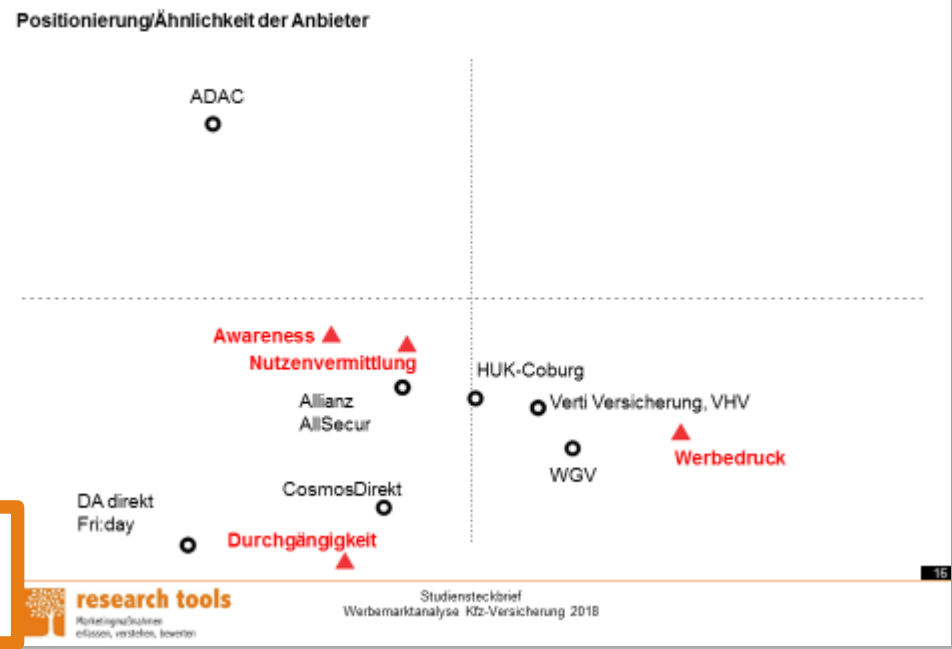 Positionierung/Ähnlichkeit der Anbieter
ADAC
Awareness
Nutzenvermittlung
HUK-Coburg
Allianz
AllSecur
Verti Versicherung, VHV
Werbedruck
WGV
CosmosDirekt
DA direkt
Fri:day
Durchgängigkeit
16
research tools
Marketingmaßnahmen
erfassen, verstehen, bewerten
Studiensteckbrief
Werbemarktanalyse Kfz-Versicherung 2018